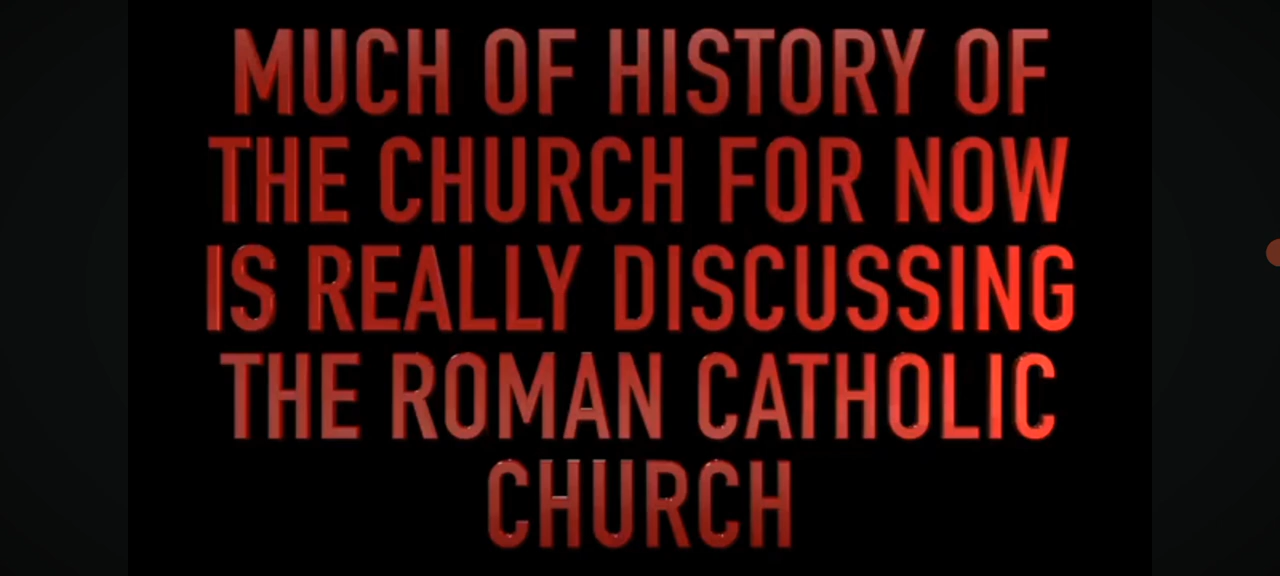 MUCH OF HISTORY OF
THE CHURCH FOR NOW
IS REALLY DISCUSSING
THE ROMAN CATHOLIC
CHURCH